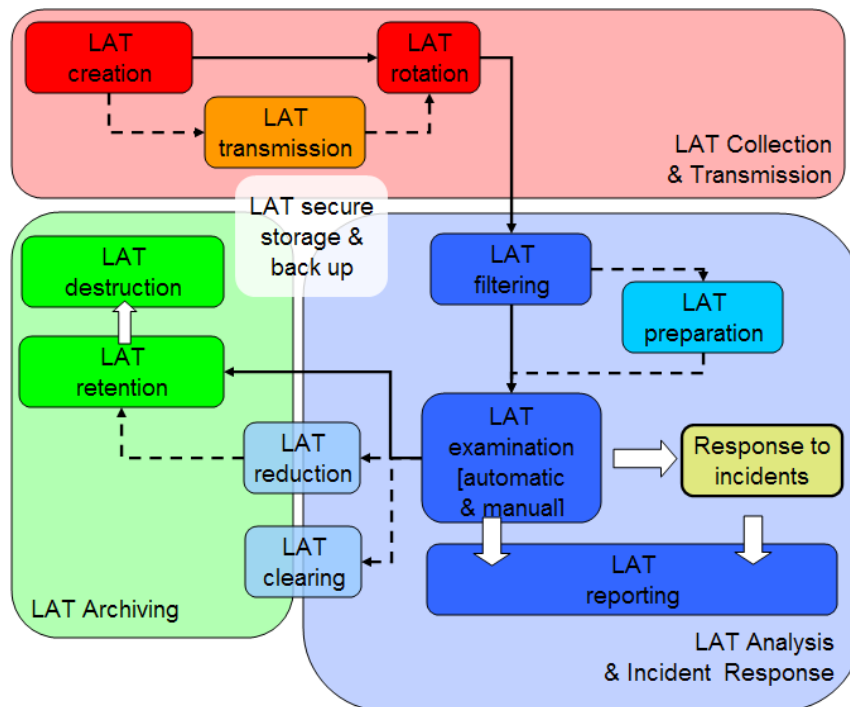 LAT
creation
LAT
rotation
LAT
transmission
LAT Collection
& Transmission
LAT secure
storage &
back up
LAT
destruction
LAT
filtering
LAT
preparation
LAT
retention
LAT
examination
[automatic
& manual]
Response to
incidents
LAT
reduction
LAT
clearing
LAT
reporting
LAT Archiving
LAT Analysis
& Incident Response